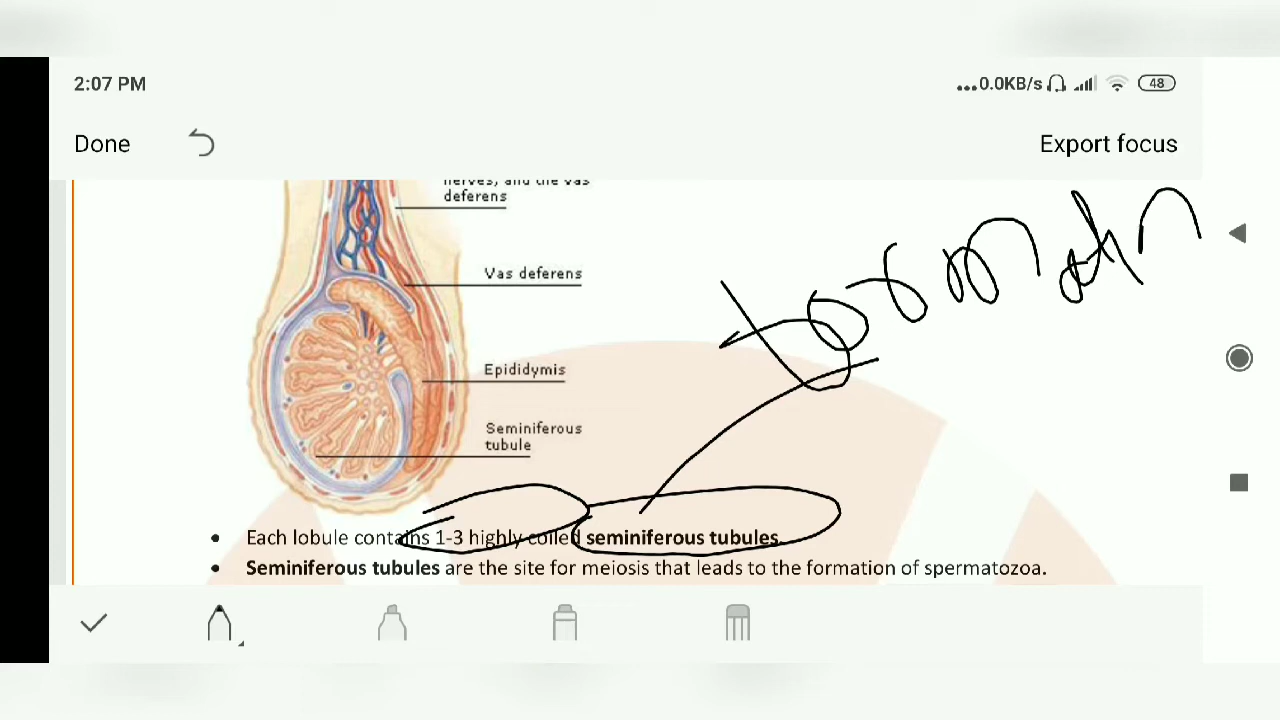 2:07 PM
...0.0KB/s
48
Done
Export focus
nerves, and the vas
deferens
Vas deferens
Epididymis
Seminiferous
tubule
• Each lobule contains 1-3 highly coiled seminiferous tubules.
• Seminiferous tubules are the site for meiosis that leads to the formation of spermatozoa.